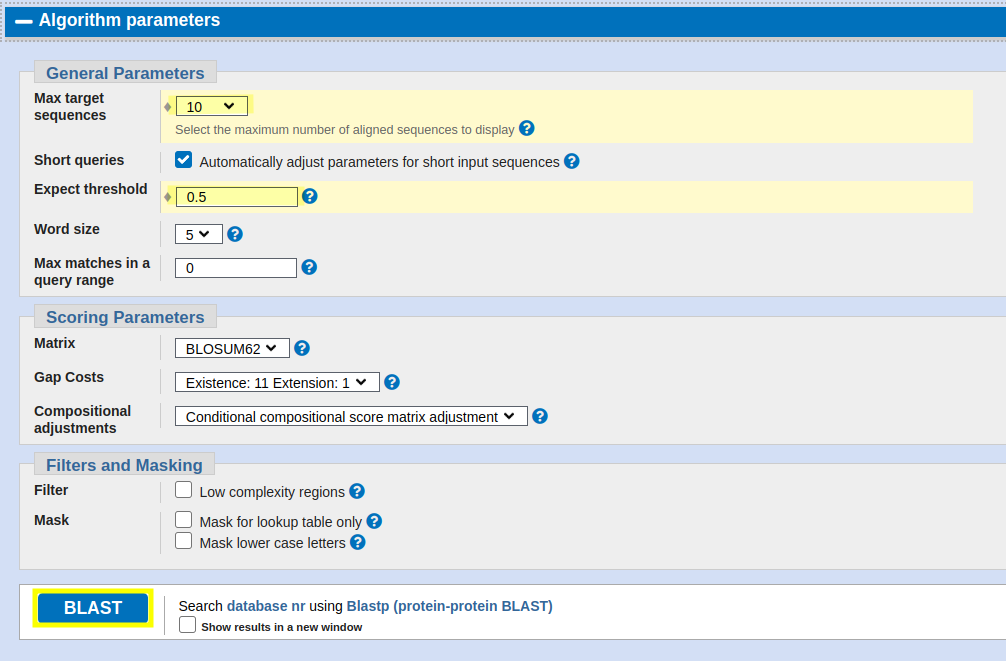 Algorithm parameters
General Parameters
Max target
sequences
10
Select the maximum number of aligned sequences to display ?
Short queries
Automatically adjust parameters for short input sequences ?
Expect threshold
0.5 ?
Word size
5 ?
Max matches in a
query range
0 ?
Scoring Parameters
Matrix
BLOSUM62 ?
Gap Costs
Existence: 11 Extension: 1 ?
Compositional
adjustments
Conditional compositional score matrix adjustment ?
Filters and Masking
Filter
Low complexity regions ?
Mask
Mask for lookup table only ?
Mask lower case letters ?
BLAST
Search database nr using Blastp (protein-protein BLAST)
Show results in a new window